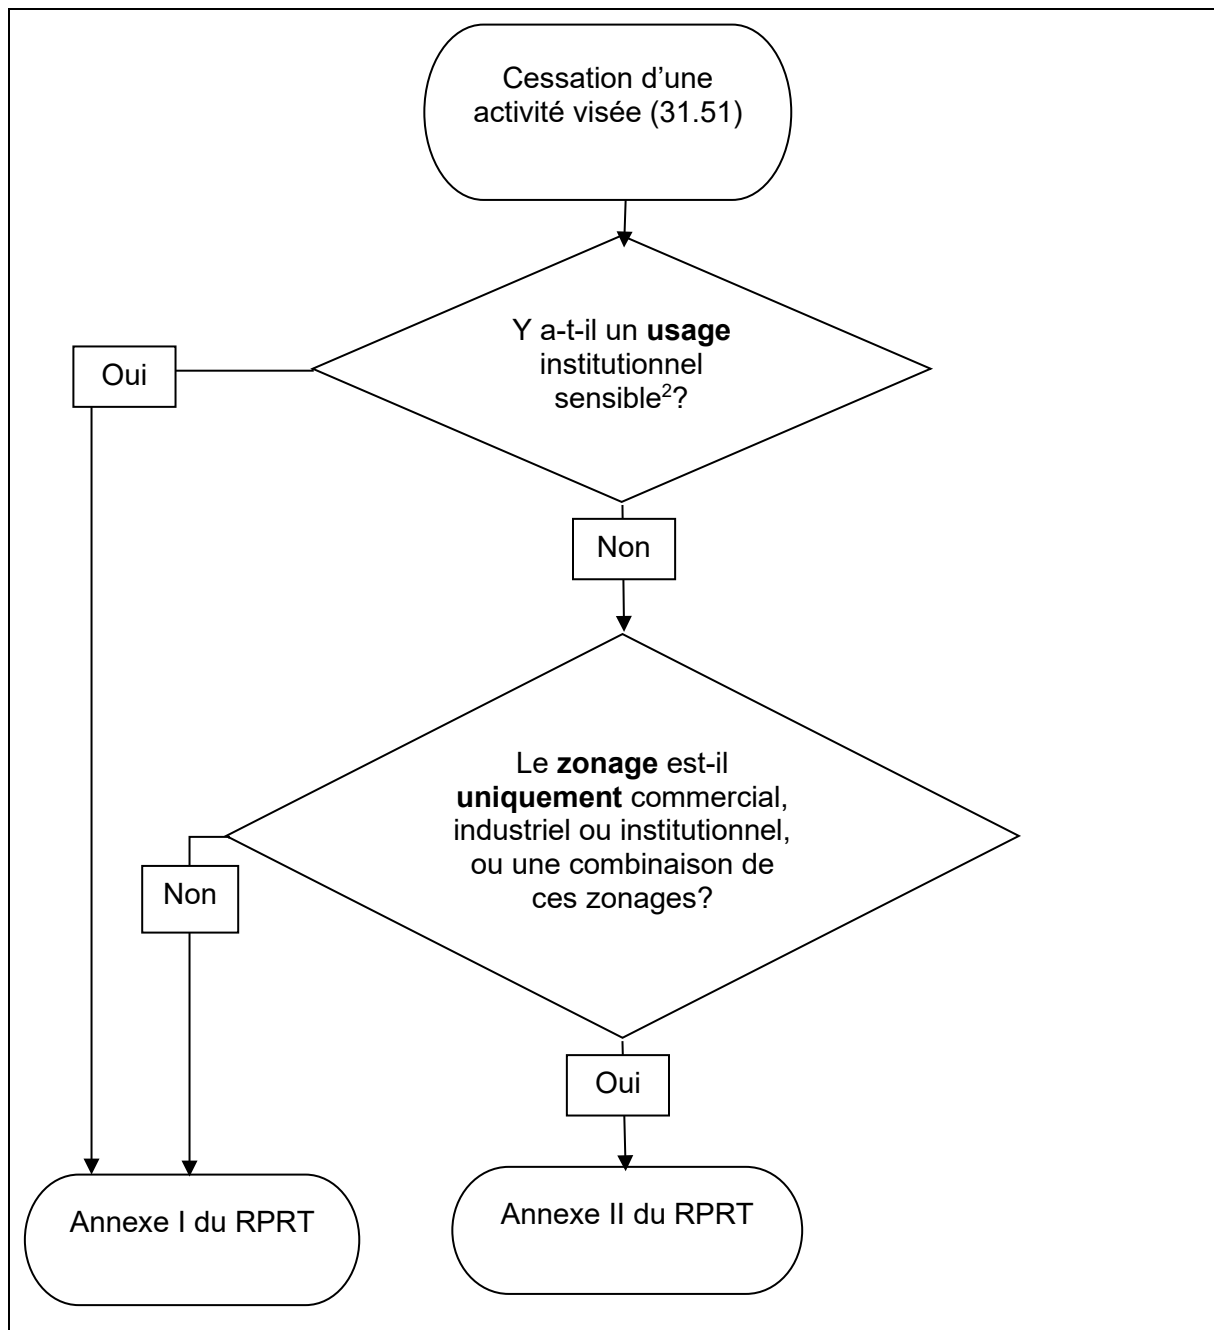 Cessation d’une
activité visée (31.51)
Y a-t-il un usage
institutionnel
sensible²?
Oui
Non
Le zonage est-il
uniquement commercial,
industriel ou institutionnel,
ou une combinaison de
ces zonages?
Non
Oui
Annexe I du RPRT
Annexe II du RPRT